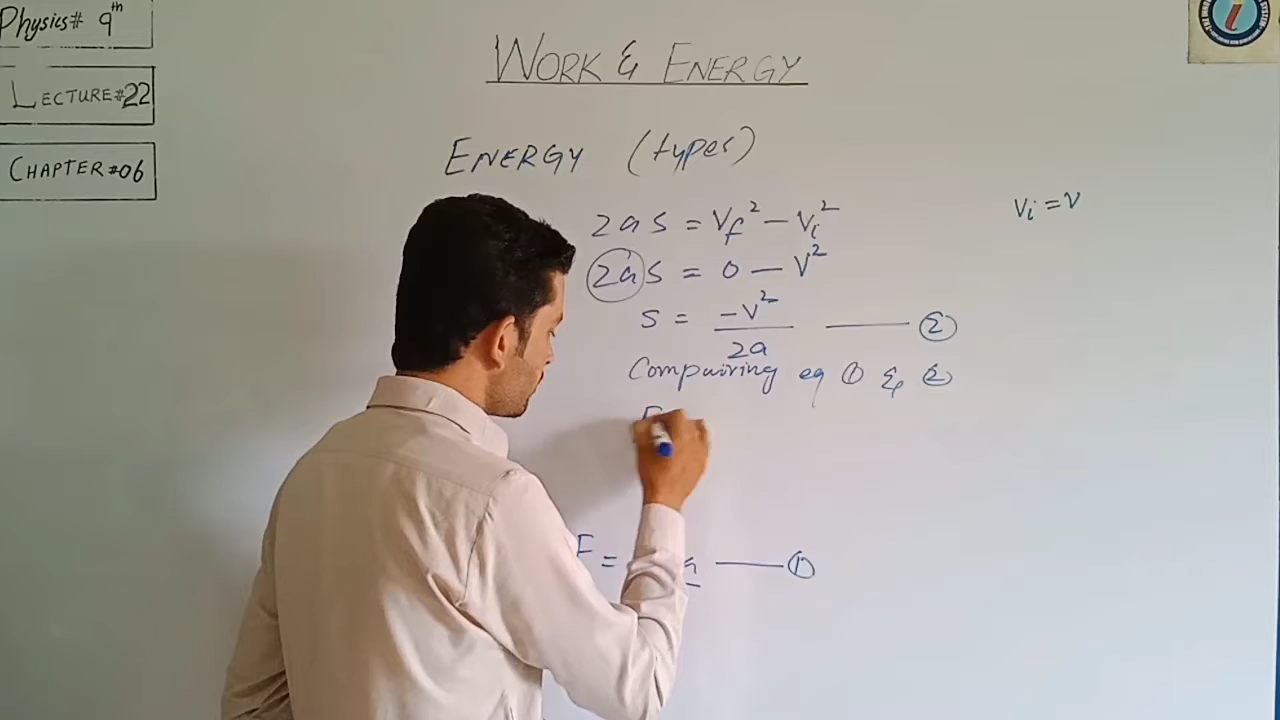 Physics# 9th
LECTURE#22
CHAPTER#06
WORK & ENERGY
ENERGY (types)
2aS = Vf² - Vi²
Vi = V
2aS = 0 - V²
S = -V² / 2a —— ②
Compairing eq ① & ②
F = —— ①